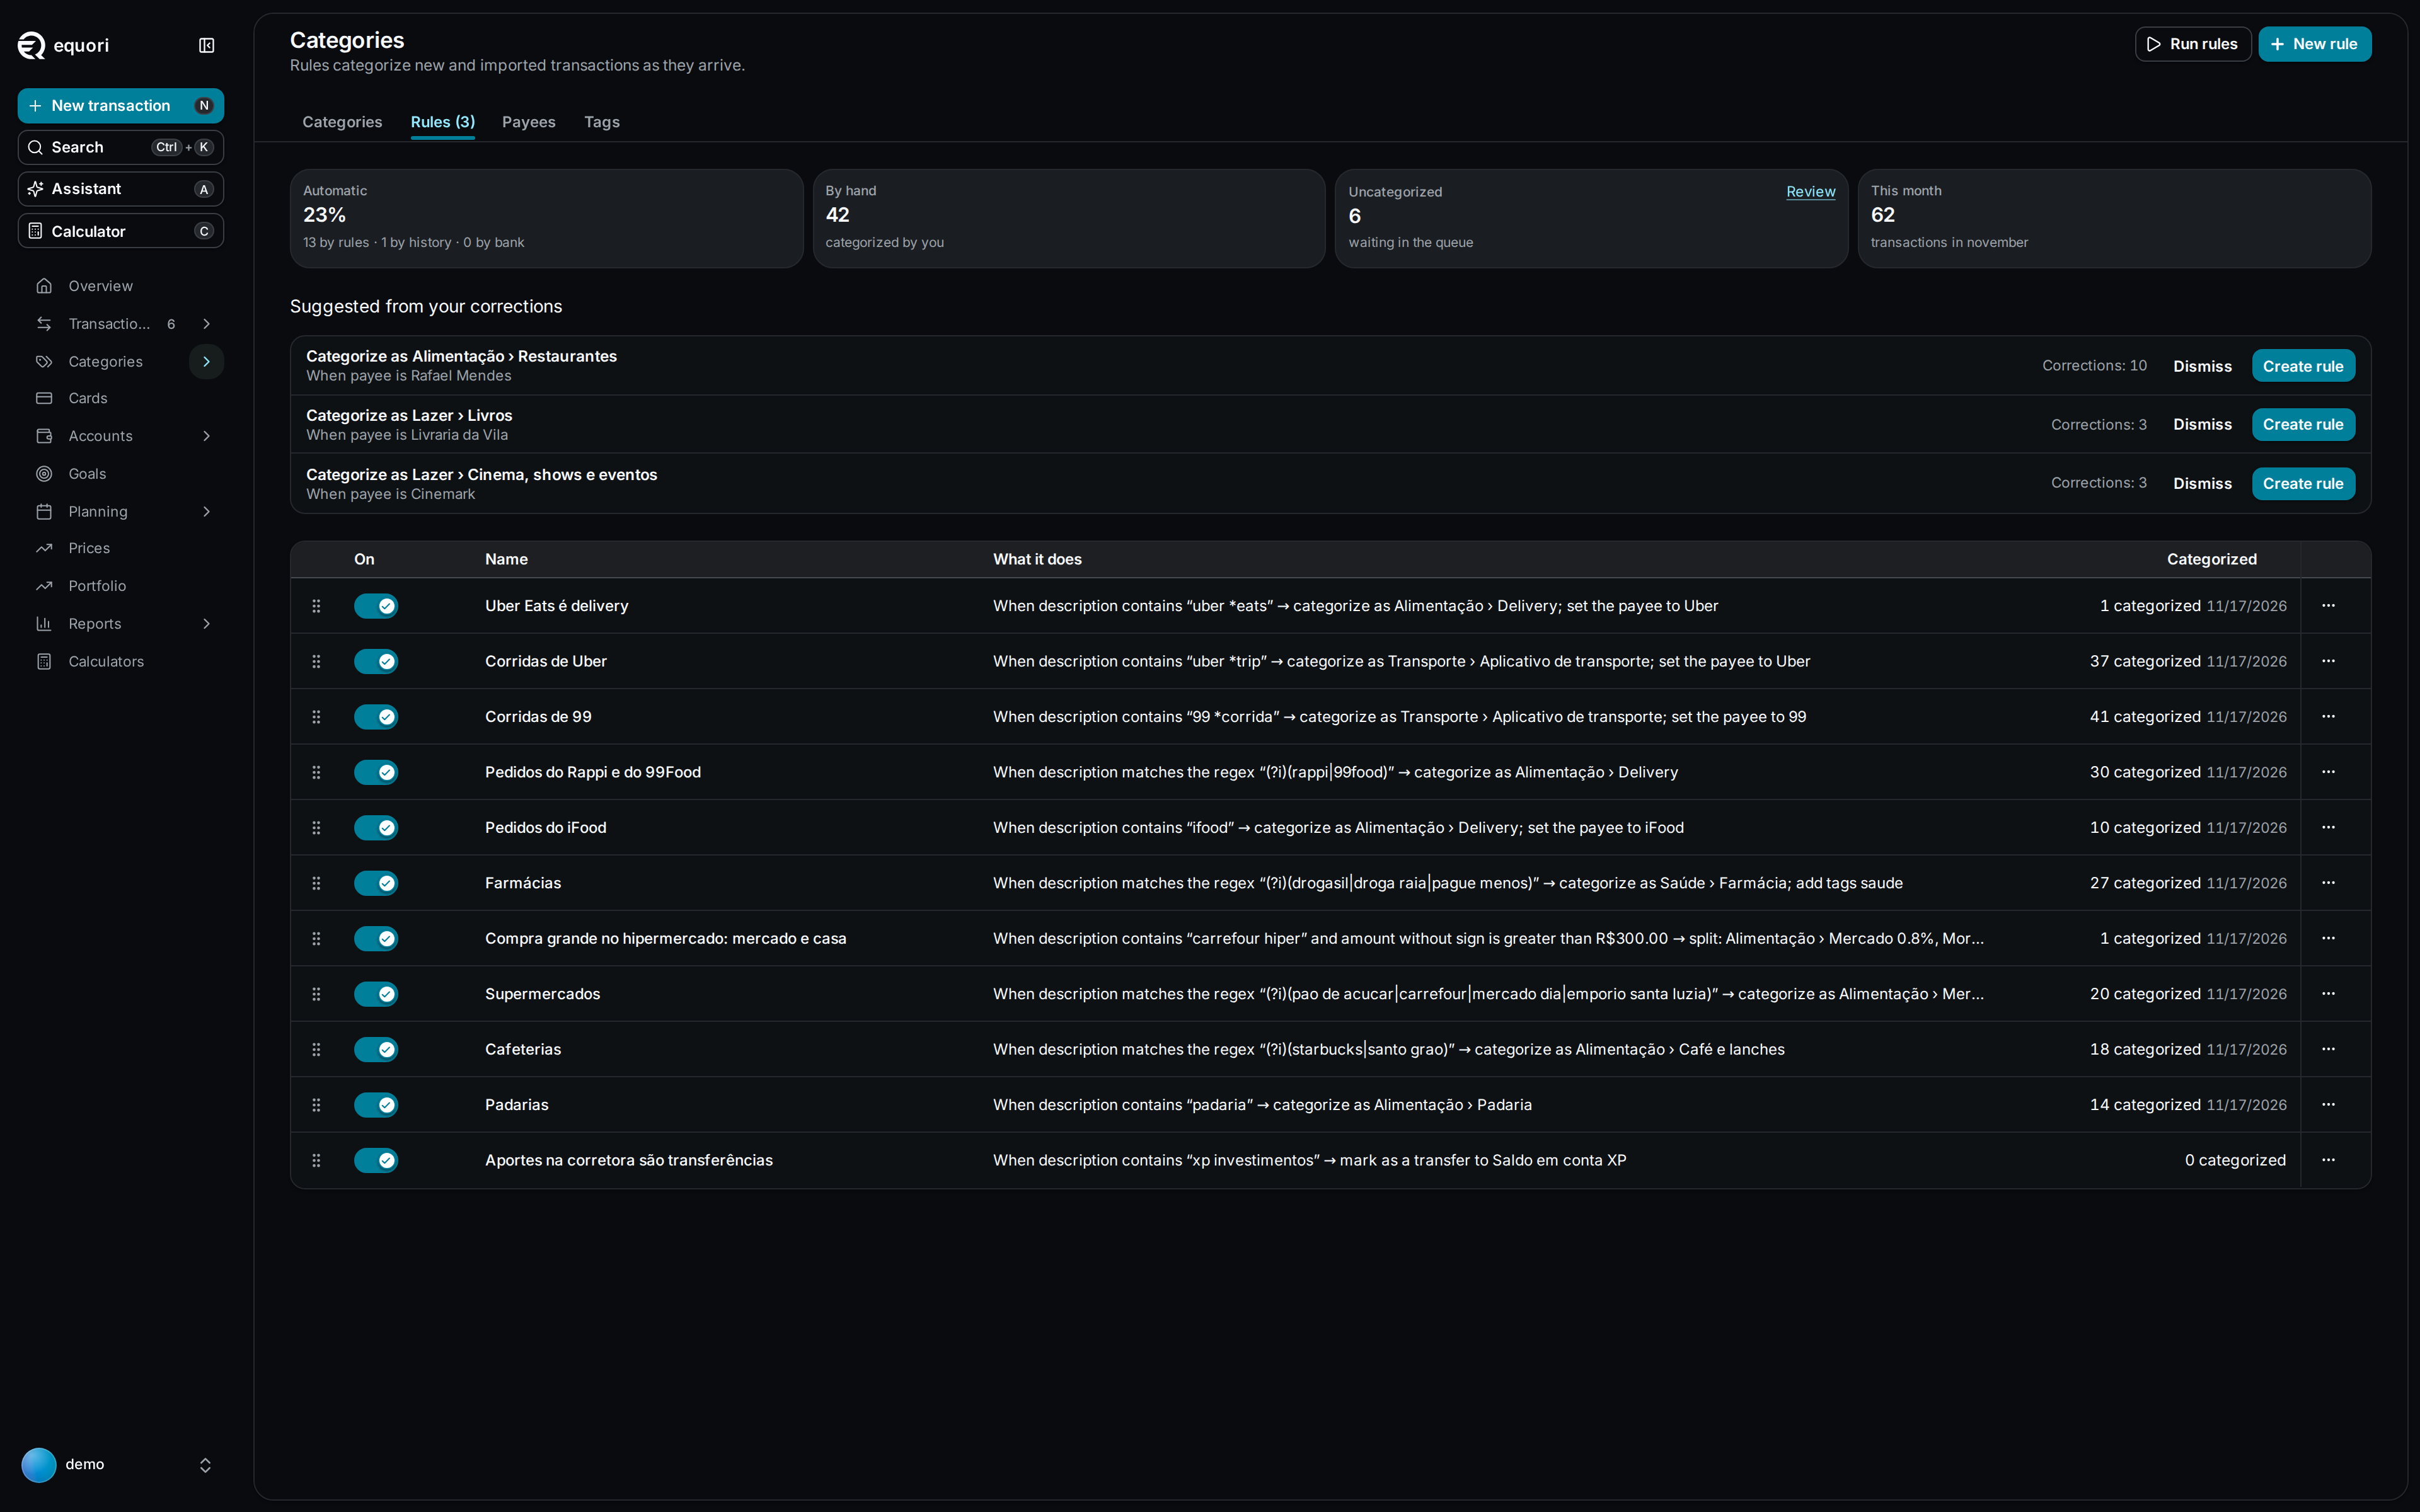 equori
New transaction N
Search Ctrl + K
Assistant A
Calculator C
Overview
Transactio... 6
Categories
Cards
Accounts
Goals
Planning
Prices
Portfolio
Reports
Calculators
demo
Categories
Rules categorize new and imported transactions as they arrive.
Run rules
New rule
Categories Rules (3) Payees Tags
Automatic
23%
13 by rules · 1 by history · 0 by bank
By hand
42
categorized by you
Uncategorized Review
6
waiting in the queue
This month
62
transactions in november
Suggested from your corrections
Categorize as Alimentação › Restaurantes
When payee is Rafael Mendes
Corrections: 10 Dismiss Create rule
Categorize as Lazer › Livros
When payee is Livraria da Vila
Corrections: 3 Dismiss Create rule
Categorize as Lazer › Cinema, shows e eventos
When payee is Cinemark
Corrections: 3 Dismiss Create rule
On Name What it does Categorized
Uber Eats é delivery When description contains “uber *eats” → categorize as Alimentação › Delivery; set the payee to Uber 1 categorized 11/17/2026
Corridas de Uber When description contains “uber *trip” → categorize as Transporte › Aplicativo de transporte; set the payee to Uber 37 categorized 11/17/2026
Corridas de 99 When description contains “99 *corrida” → categorize as Transporte › Aplicativo de transporte; set the payee to 99 41 categorized 11/17/2026
Pedidos do Rappi e do 99Food When description matches the regex “(?i)(rappi|99food)” → categorize as Alimentação › Delivery 30 categorized 11/17/2026
Pedidos do iFood When description contains “ifood” → categorize as Alimentação › Delivery; set the payee to iFood 10 categorized 11/17/2026
Farmácias When description matches the regex “(?i)(drogasil|droga raia|pague menos)” → categorize as Saúde › Farmácia; add tags saude 27 categorized 11/17/2026
Compra grande no hipermercado: mercado e casa When description contains “carrefour hiper” and amount without sign is greater than R$300.00 → split: Alimentação › Mercado 0.8%, Mor... 1 categorized 11/17/2026
Supermercados When description matches the regex “(?i)(pao de acucar|carrefour|mercado dia|emporio santa luzia)” → categorize as Alimentação › Mer... 20 categorized 11/17/2026
Cafeterias When description matches the regex “(?i)(starbucks|santo grao)” → categorize as Alimentação › Café e lanches 18 categorized 11/17/2026
Padarias When description contains “padaria” → categorize as Alimentação › Padaria 14 categorized 11/17/2026
Aportes na corretora são transferências When description contains “xp investimentos” → mark as a transfer to Saldo em conta XP 0 categorized